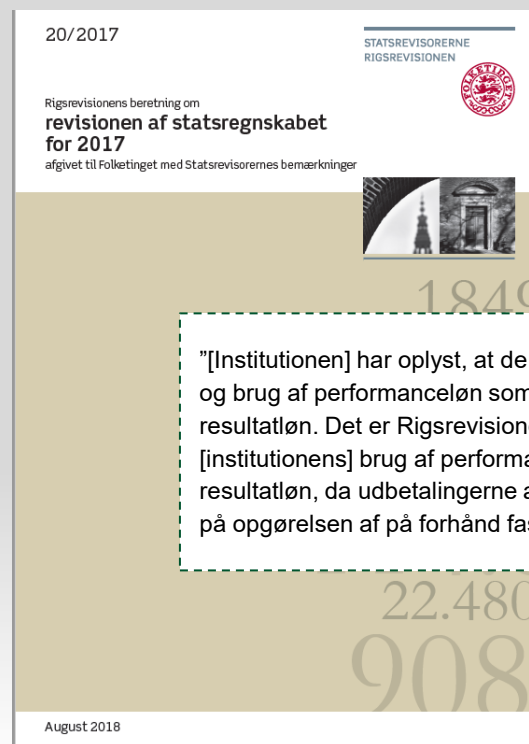 20/2017
STATSREVISORERNE
RIGSREVISIONEN
FOLKETINGET
Rigsrevisionens beretning om
revisionen af statsregnskabet
for 2017
afgivet til Folketinget med Statsrevisorernes bemærkninger
1849
"[Institutionen] har oplyst, at de
og brug af performanceløn som
resultatløn. Det er Rigsrevision
[institutionens] brug af performa
resultatløn, da udbetalingerne a
på opgørelsen af på forhånd fas
22.480
908
August 2018